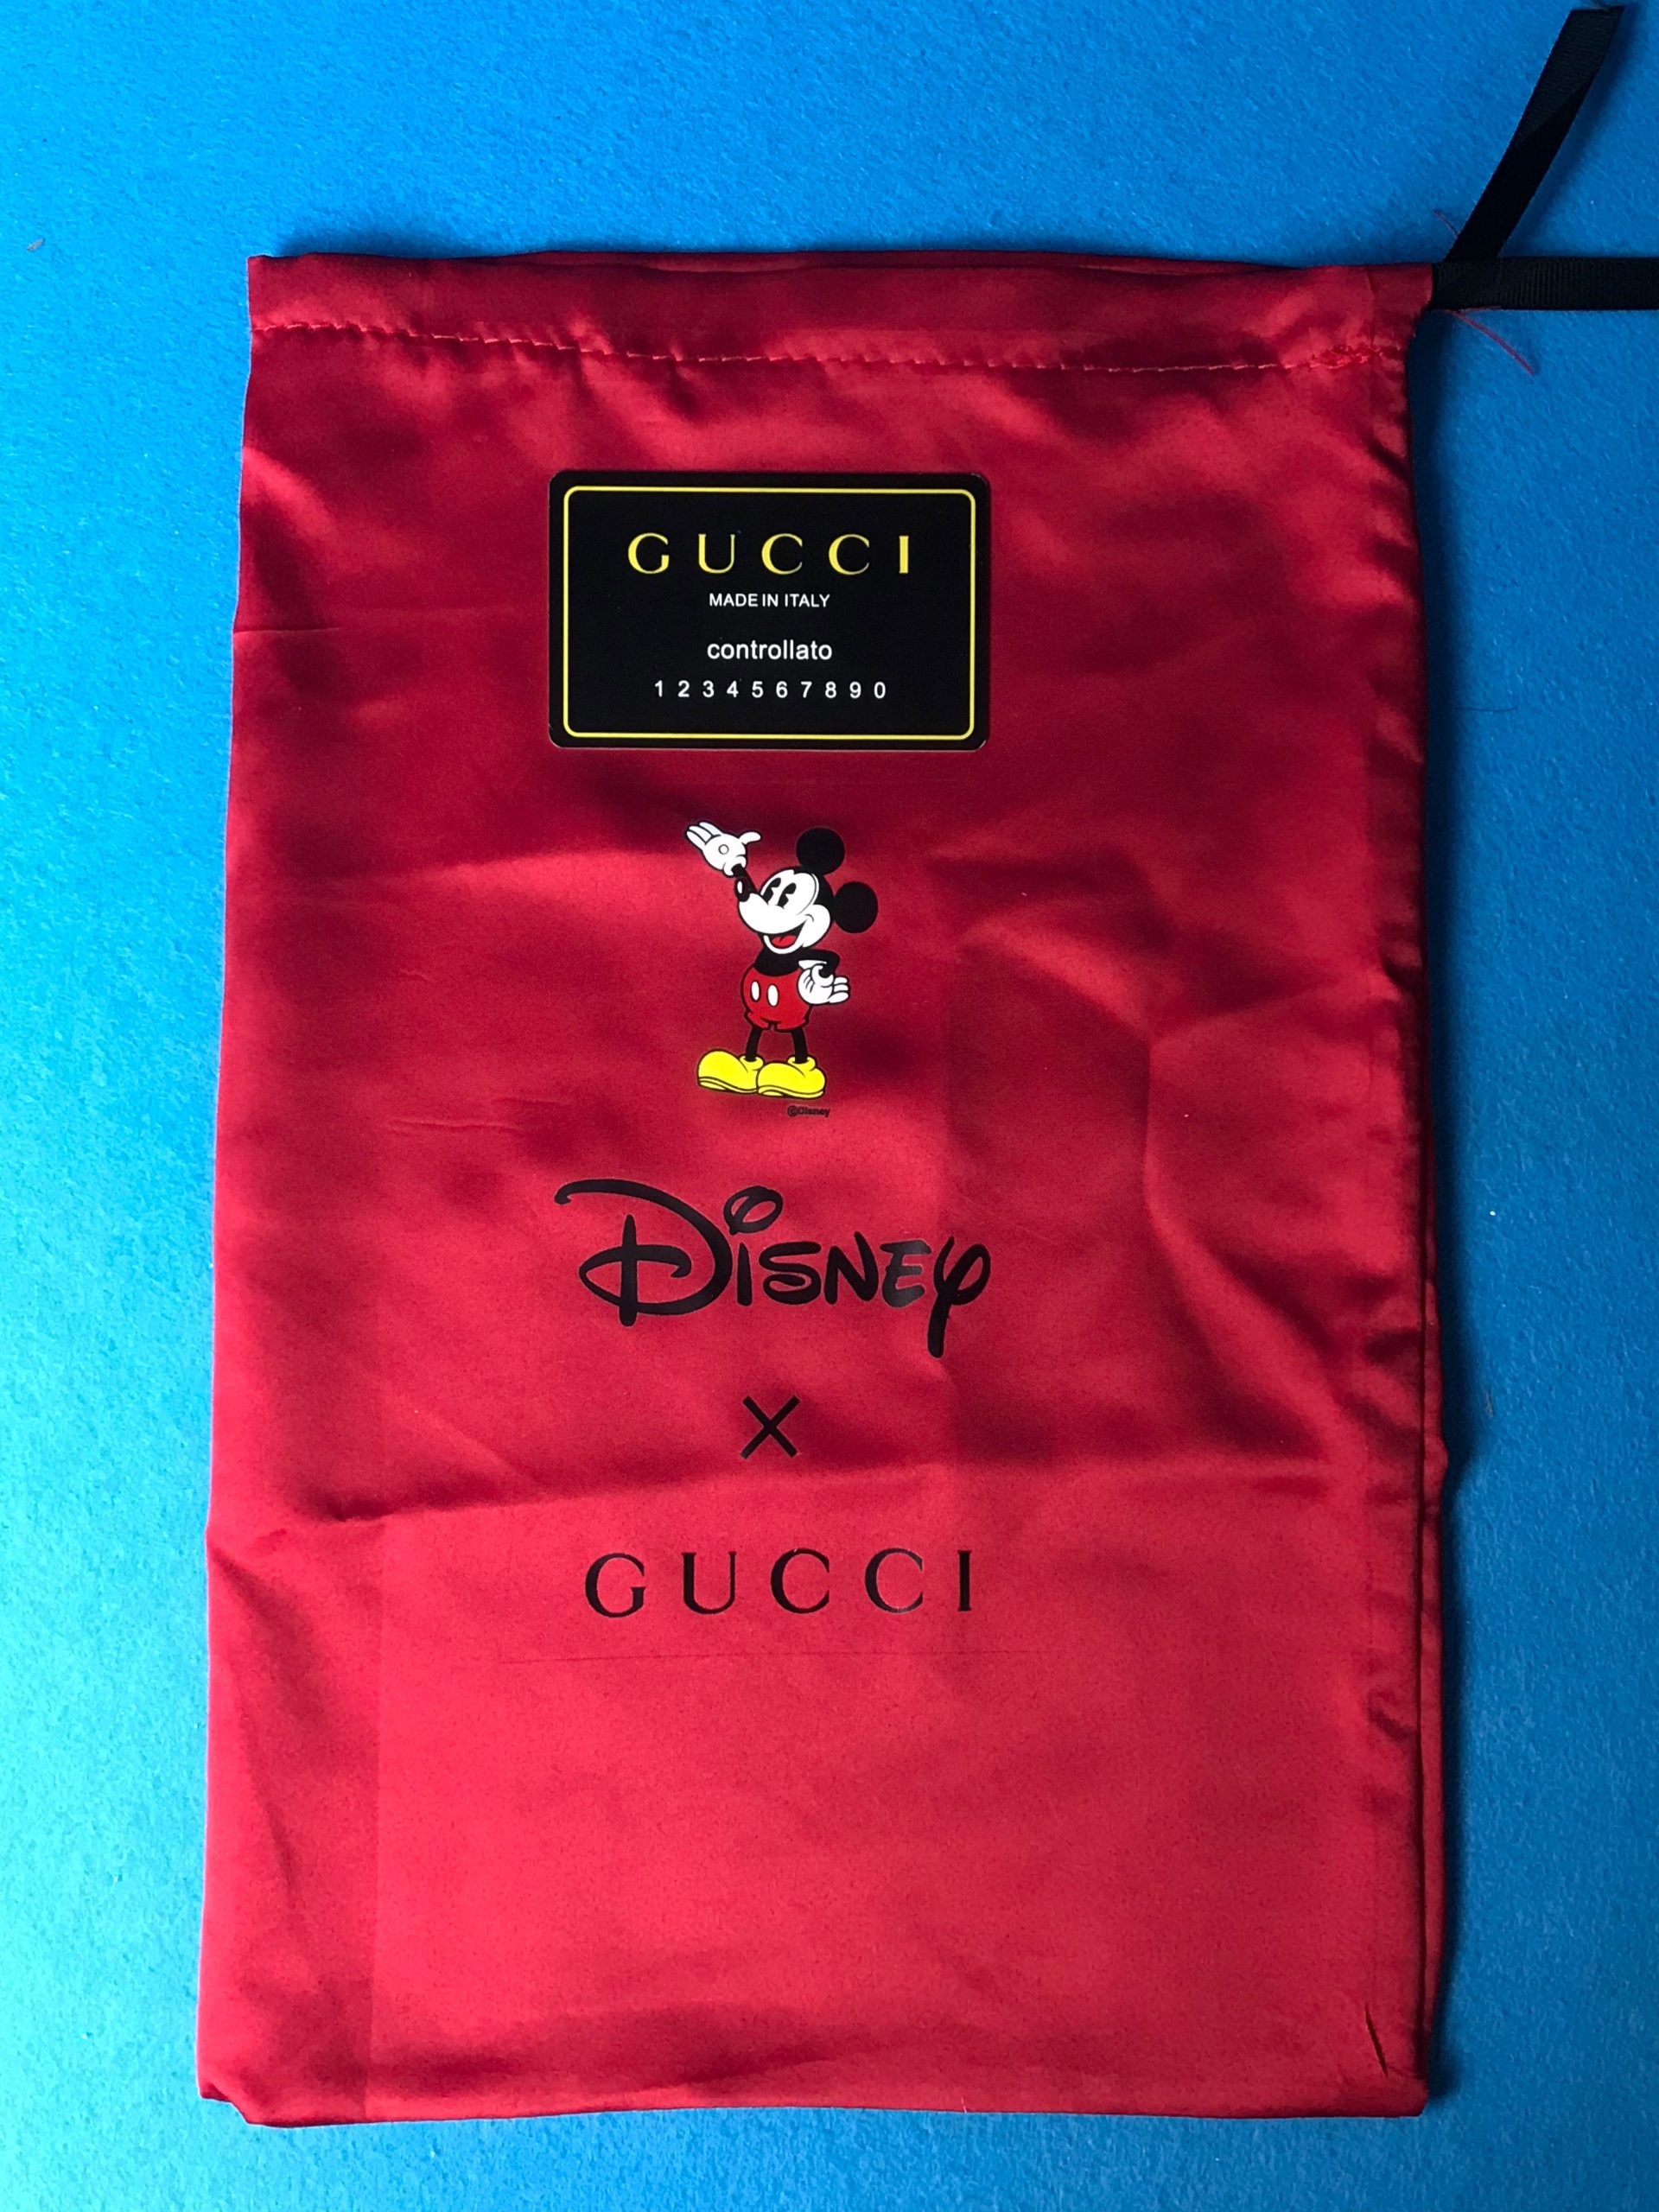 GUCCI
MADE IN ITALY
controllato
1 2 3 4 5 6 7 8 9 0
©Disney
Disney
×
GUCCI